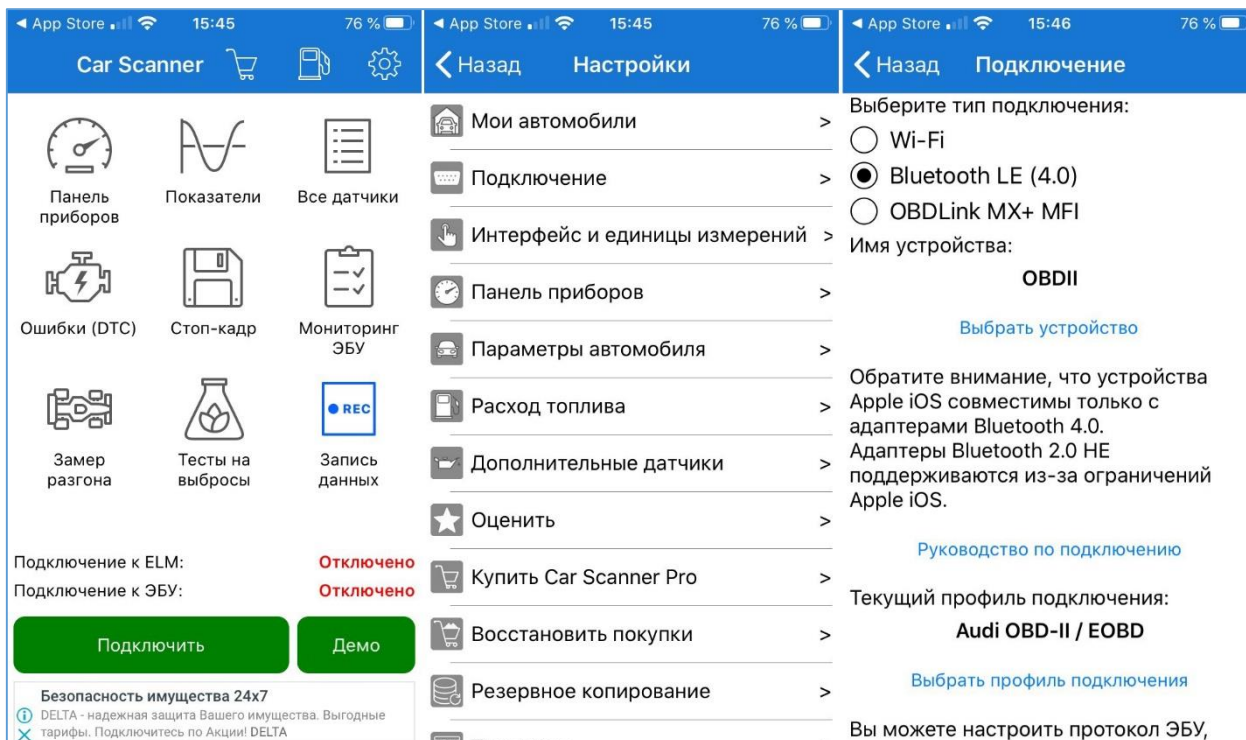 App Store 15:45 76 %
Car Scanner
Панель приборов
Показатели
Все датчики
Ошибки (DTC)
Стоп-кадр
Мониторинг ЭБУ
REC
Замер разгона
Тесты на выбросы
Запись данных
Подключение к ELM: Отключено
Подключение к ЭБУ: Отключено
Подключить
Демо
Безопасность имущества 24x7
DELTA - надежная защита Вашего имущества. Выгодные
тарифы. Подключитесь по Акции! DELTA
App Store 15:45 76 %
Назад Настройки
Мои автомобили >
Подключение >
Интерфейс и единицы измерений >
Панель приборов >
Параметры автомобиля >
Расход топлива >
Дополнительные датчики >
Оценить >
Купить Car Scanner Pro >
Восстановить покупки >
Резервное копирование >
App Store 15:46 76 %
Назад Подключение
Выберите тип подключения:
Wi-Fi
Bluetooth LE (4.0)
OBDLink MX+ MFI
Имя устройства:
OBDII
Выбрать устройство
Обратите внимание, что устройства
Apple iOS совместимы только с
адаптерами Bluetooth 4.0.
Адаптеры Bluetooth 2.0 НЕ
поддерживаются из-за ограничений
Apple iOS.
Руководство по подключению
Текущий профиль подключения:
Audi OBD-II / EOBD
Выбрать профиль подключения
Вы можете настроить протокол ЭБУ,